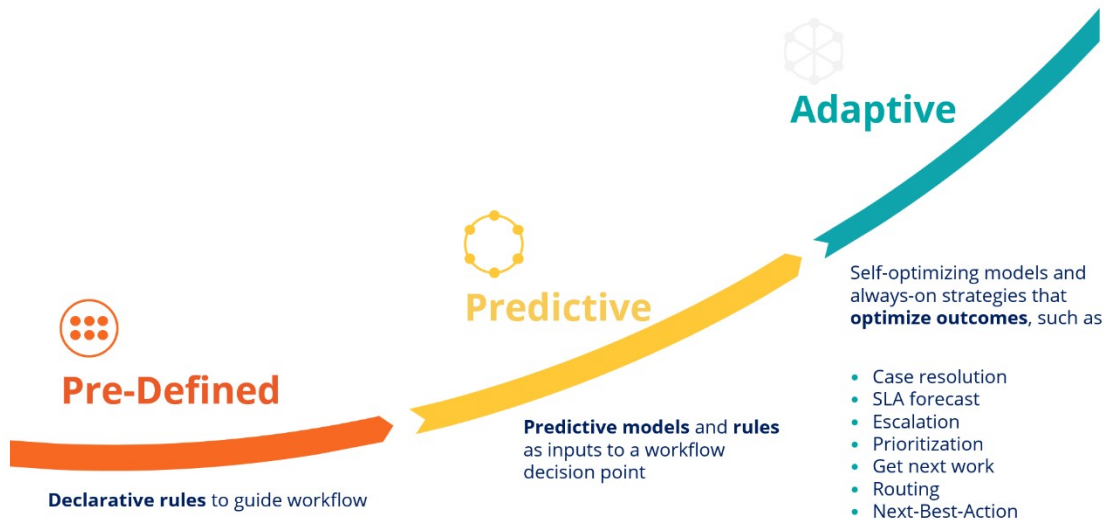 Pre-Defined
Declarative rules to guide workflow
Predictive
Predictive models and rules
as inputs to a workflow
decision point
Adaptive
Self-optimizing models and
always-on strategies that
optimize outcomes, such as
• Case resolution
• SLA forecast
• Escalation
• Prioritization
• Get next work
• Routing
• Next-Best-Action